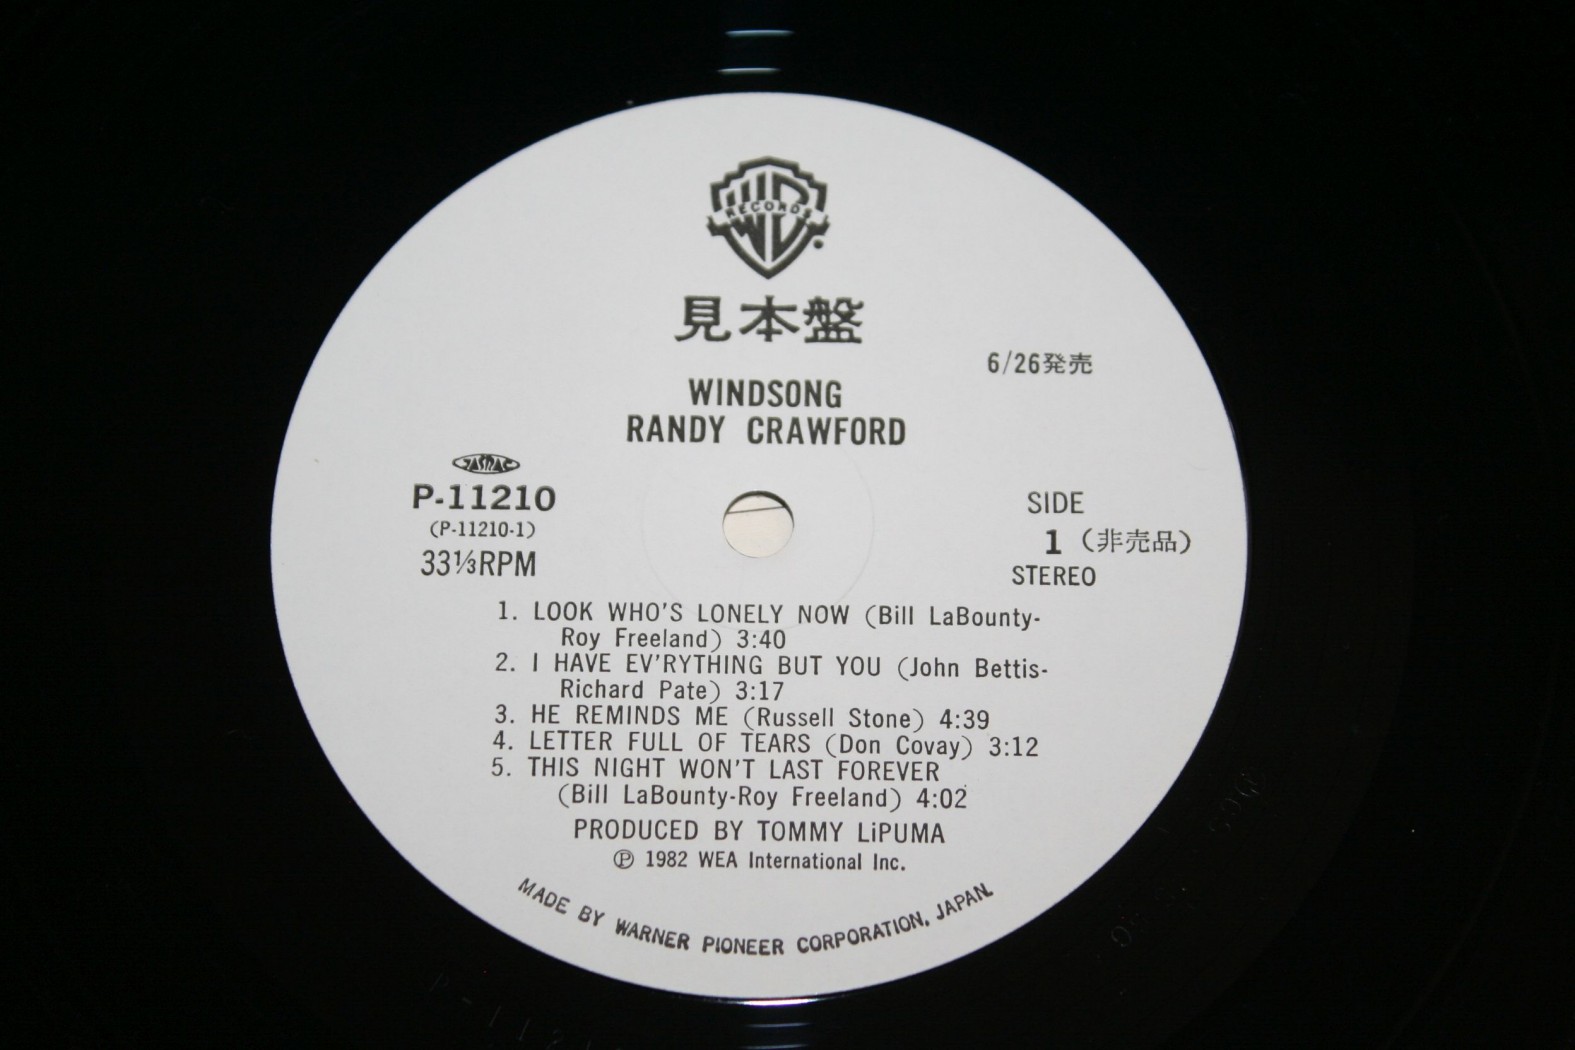 RECORDS
見本盤
6/26発売
WINDSONG
RANDY CRAWFORD
JASRAC
P-11210
(P-11210-1)
33⅓RPM
SIDE
1 (非売品)
STEREO
1. LOOK WHO'S LONELY NOW (Bill LaBounty-
Roy Freeland) 3:40
2. I HAVE EV'RYTHING BUT YOU (John Bettis-
Richard Pate) 3:17
3. HE REMINDS ME (Russell Stone) 4:39
4. LETTER FULL OF TEARS (Don Covay) 3:12
5. THIS NIGHT WON'T LAST FOREVER
(Bill LaBounty-Roy Freeland) 4:02
PRODUCED BY TOMMY LiPUMA
℗ 1982 WEA International Inc.
MADE BY WARNER PIONEER CORPORATION, JAPAN.